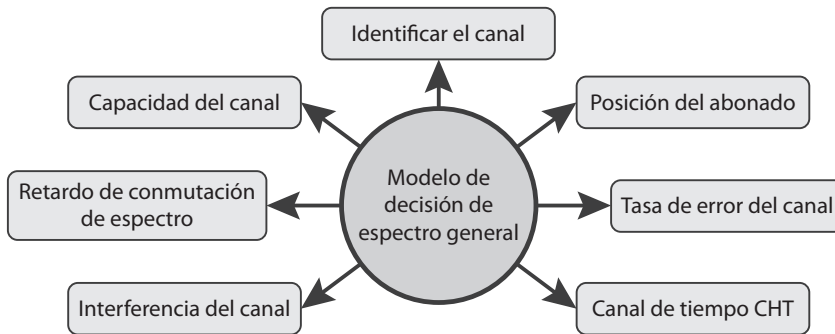 Identificar el canal
Capacidad del canal
Posición del abonado
Retardo de conmutación
de espectro
Modelo de
decisión de
espectro general
Tasa de error del canal
Interferencia del canal
Canal de tiempo CHT